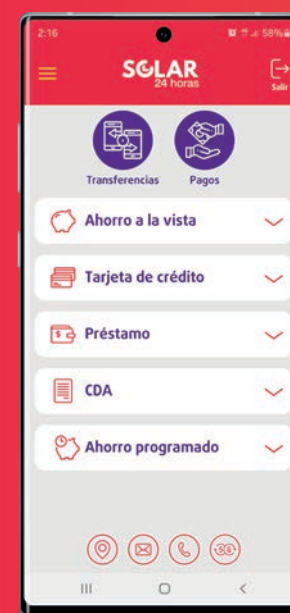 2:16
58%
SOLAR
24 horas
Salir
Transferencias
Pagos
Ahorro a la vista
Tarjeta de crédito
Préstamo
CDA
Ahorro programado